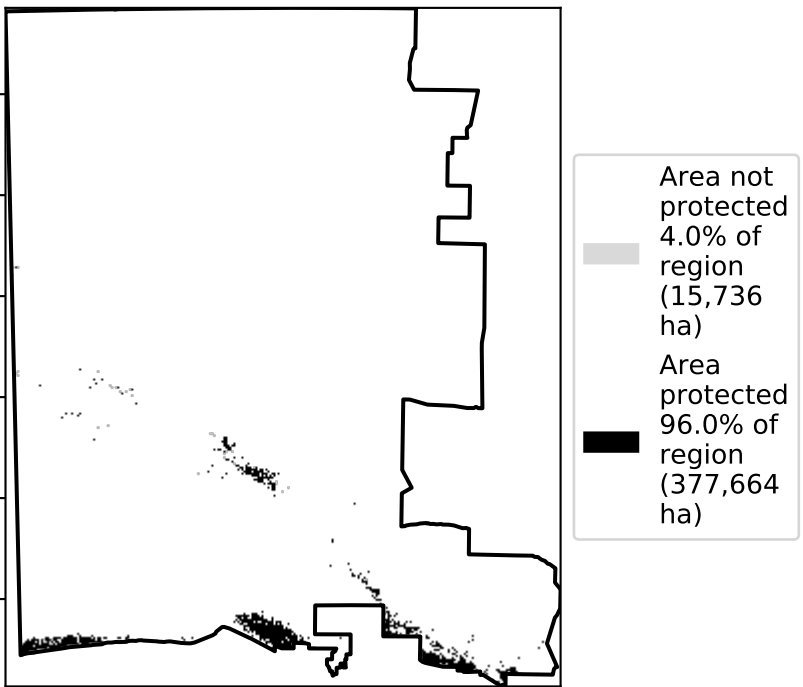 Area not
protected
4.0% of
region
(15,736
ha)
Area
protected
96.0% of
region
(377,664
ha)